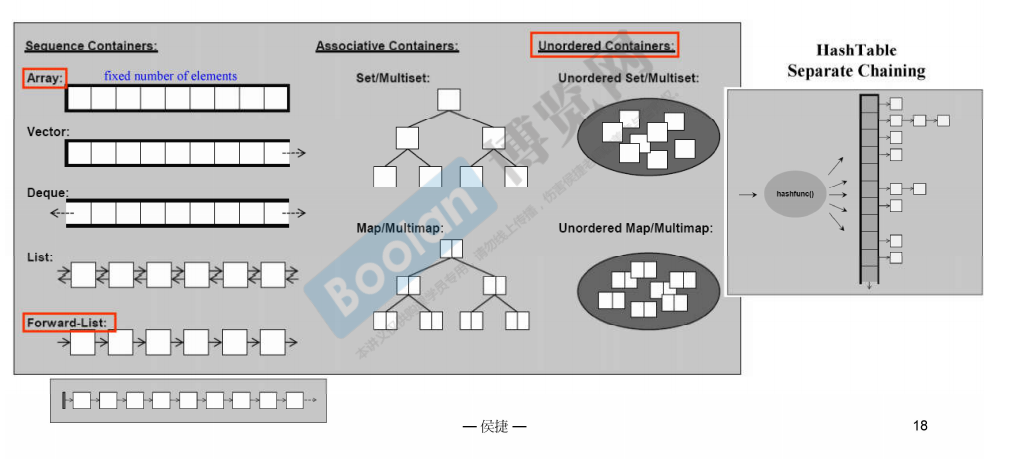 Sequence Containers:
Array:
fixed number of elements
Vector:
Deque:
List:
Forward-List:
Associative Containers:
Set/Multiset:
Map/Multimap:
Unordered Containers:
Unordered Set/Multiset:
Unordered Map/Multimap:
HashTable
Separate Chaining
hashfunc()
Boolan 博览网
— 侯捷 —
18